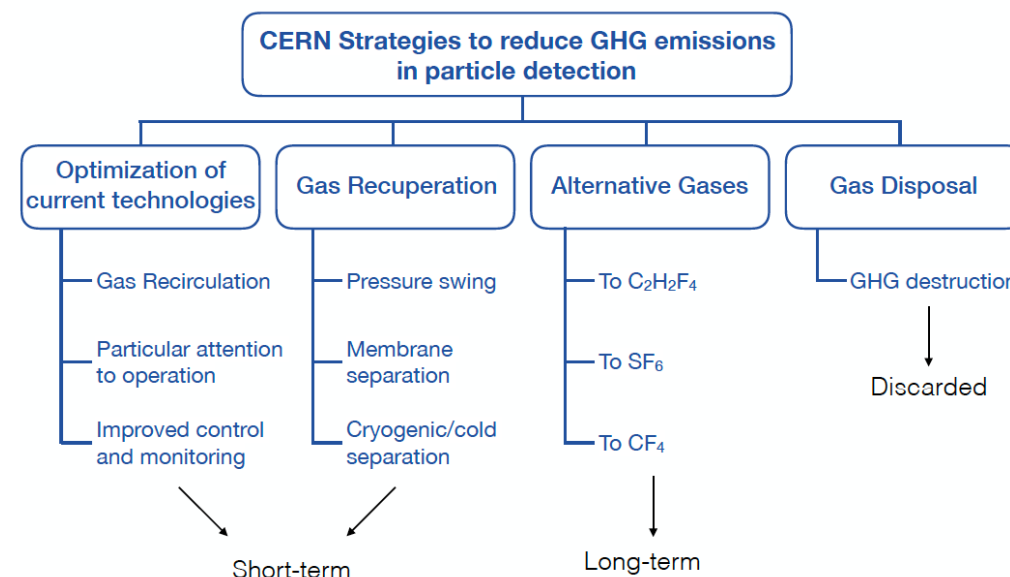 CERN Strategies to reduce GHG emissions
in particle detection
Optimization of
current technologies
Gas Recuperation
Alternative Gases
Gas Disposal
Gas Recirulation
Particular attention
to operation
Improved control
and monitoring
Pressure swing
Membrane
separation
Cryogenic/cold
separation
To C₂H₂F₄
To SF₆
To CF₄
GHG destruction
Discarded
Short-term
Long-term